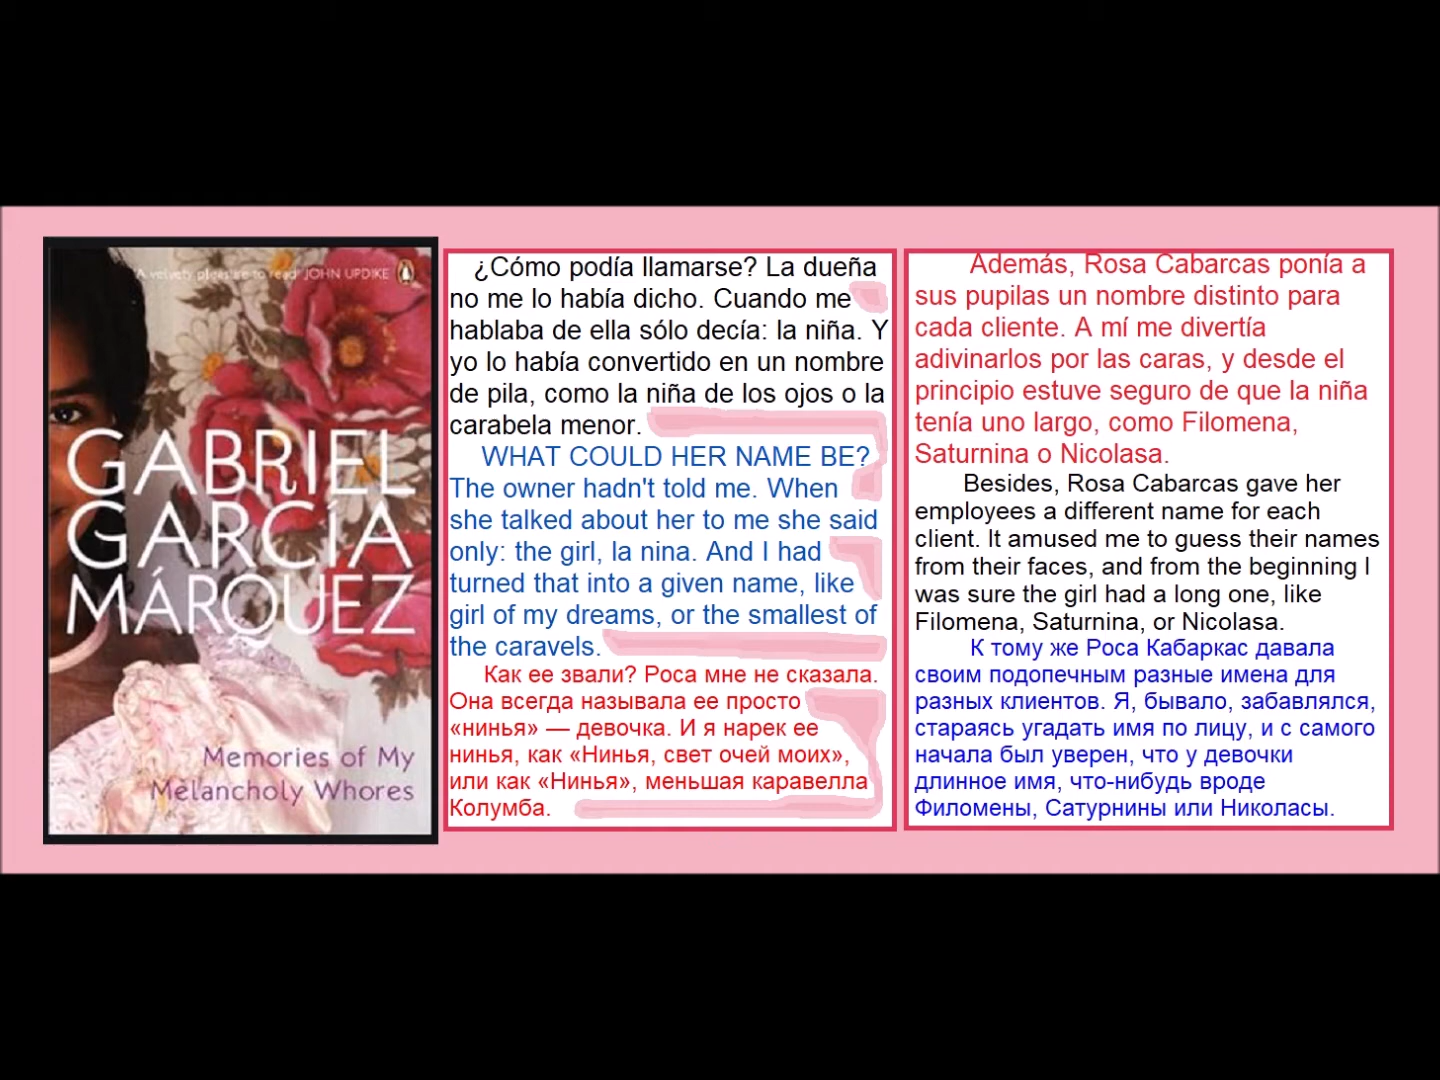 'A velvety pleasure to read' JOHN UPDIKE
GABRIEL
GARCÍA
MÁRQUEZ
Memories of My
Melancholy Whores
¿Cómo podía llamarse? La dueña
no me lo había dicho. Cuando me
hablaba de ella sólo decía: la niña. Y
yo lo había convertido en un nombre
de pila, como la niña de los ojos o la
carabela menor.
WHAT COULD HER NAME BE?
The owner hadn't told me. When
she talked about her to me she said
only: the girl, la nina. And I had
turned that into a given name, like
girl of my dreams, or the smallest of
the caravels.
Как ее звали? Роса мне не сказала.
Она всегда называла ее просто
«нинья» — девочка. И я нарек ее
нинья, как «Нинья, свет очей моих»,
или как «Нинья», меньшая каравелла
Колумба.
Además, Rosa Cabarcas ponía a
sus pupilas un nombre distinto para
cada cliente. A mí me divertía
adivinarlos por las caras, y desde el
principio estuve seguro de que la niña
tenía uno largo, como Filomena,
Saturnina o Nicolasa.
Besides, Rosa Cabarcas gave her
employees a different name for each
client. It amused me to guess their names
from their faces, and from the beginning I
was sure the girl had a long one, like
Filomena, Saturnina, or Nicolasa.
К тому же Роса Кабаркас давала
своим подопечным разные имена для
разных клиентов. Я, бывало, забавлялся,
стараясь угадать имя по лицу, и с самого
начала был уверен, что у девочки
длинное имя, что-нибудь вроде
Филомены, Сатурнины или Николасы.